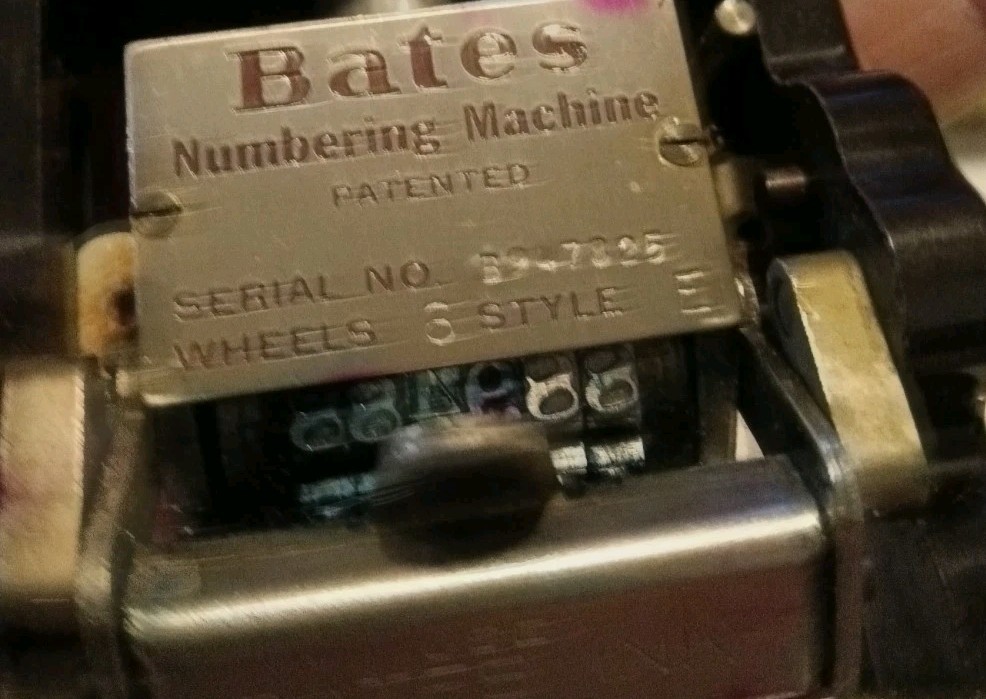 Bates
Numbering Machine
PATENTED
SERIAL NO.
WHEELS 6 STYLE E